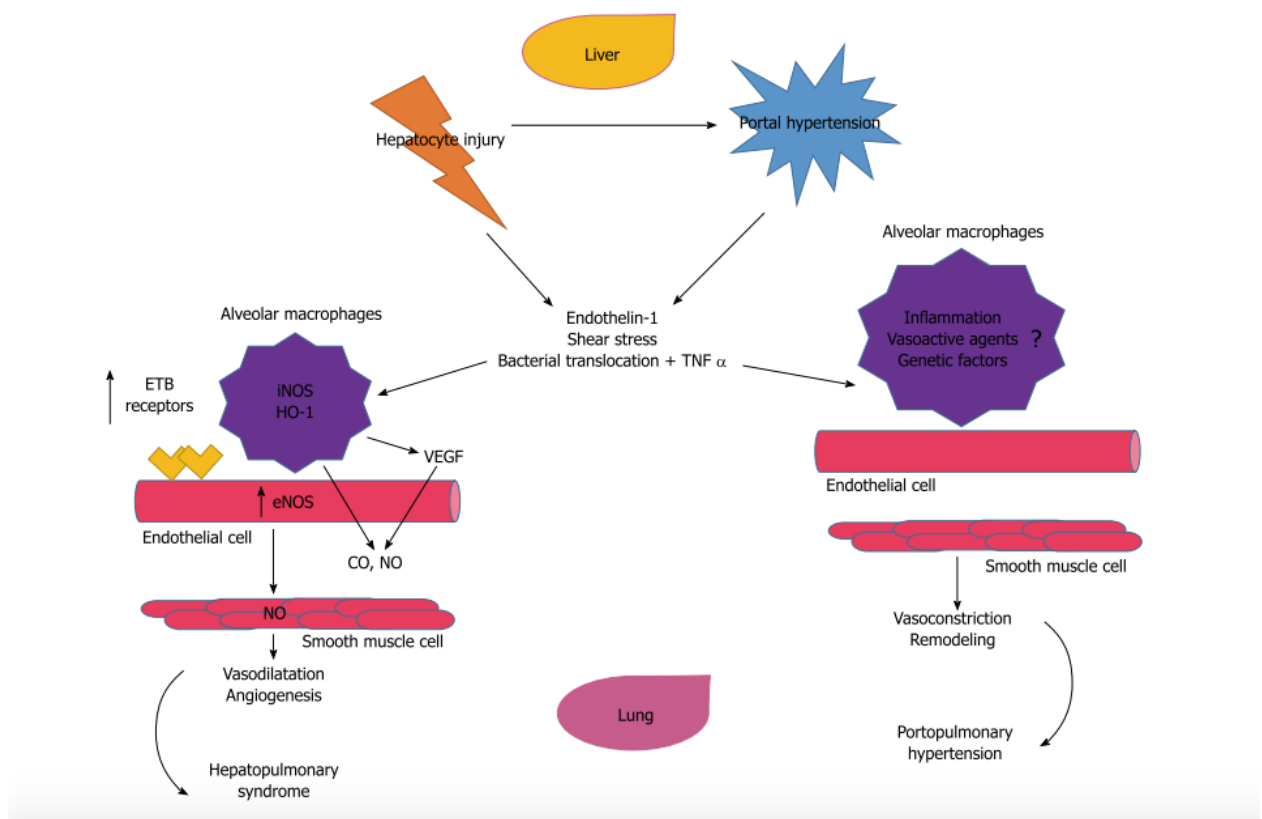 Liver
Hepatocyte injury
Portal hypertension
Endothelin-1
Shear stress
Bacterial translocation + TNF α
Alveolar macrophages
iNOS
HO-1
ETB
receptors
VEGF
eNOS
Endothelial cell
CO, NO
NO
Smooth muscle cell
Vasodilatation
Angiogenesis
Hepatopulmonary
syndrome
Alveolar macrophages
Inflammation
Vasoactive agents ?
Genetic factors
Endothelial cell
Smooth muscle cell
Vasoconstriction
Remodeling
Portopulmonary
hypertension
Lung